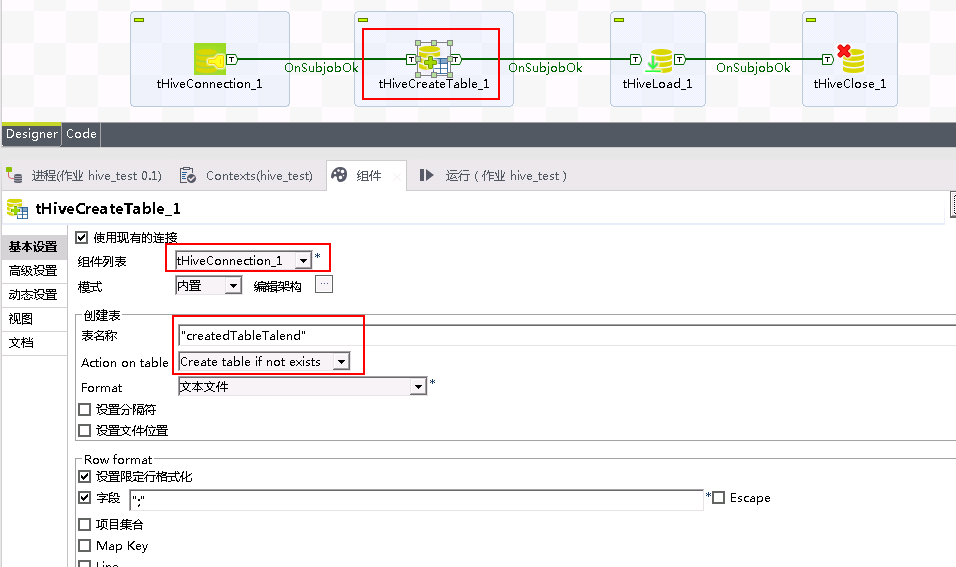 OnSubjobOk OnSubjobOk OnSubjobOk
tHiveConnection_1 tHiveCreateTable_1 tHiveLoad_1 tHiveClose_1
Designer Code
进程(作业 hive_test 0.1) Contexts(hive_test) 组件 运行 ( 作业 hive_test )
tHiveCreateTable_1
基本设置
高级设置
动态设置
视图
文档
使用现有的连接
组件列表 tHiveConnection_1 *
模式 内置 编辑架构 ...
创建表
表名称 "createdTableTalend"
Action on table Create table if not exists
Format 文本文件 *
设置分隔符
设置文件位置
Row format
设置限定行格式化
字段 ";" * Escape
项目集合
Map Key
Line